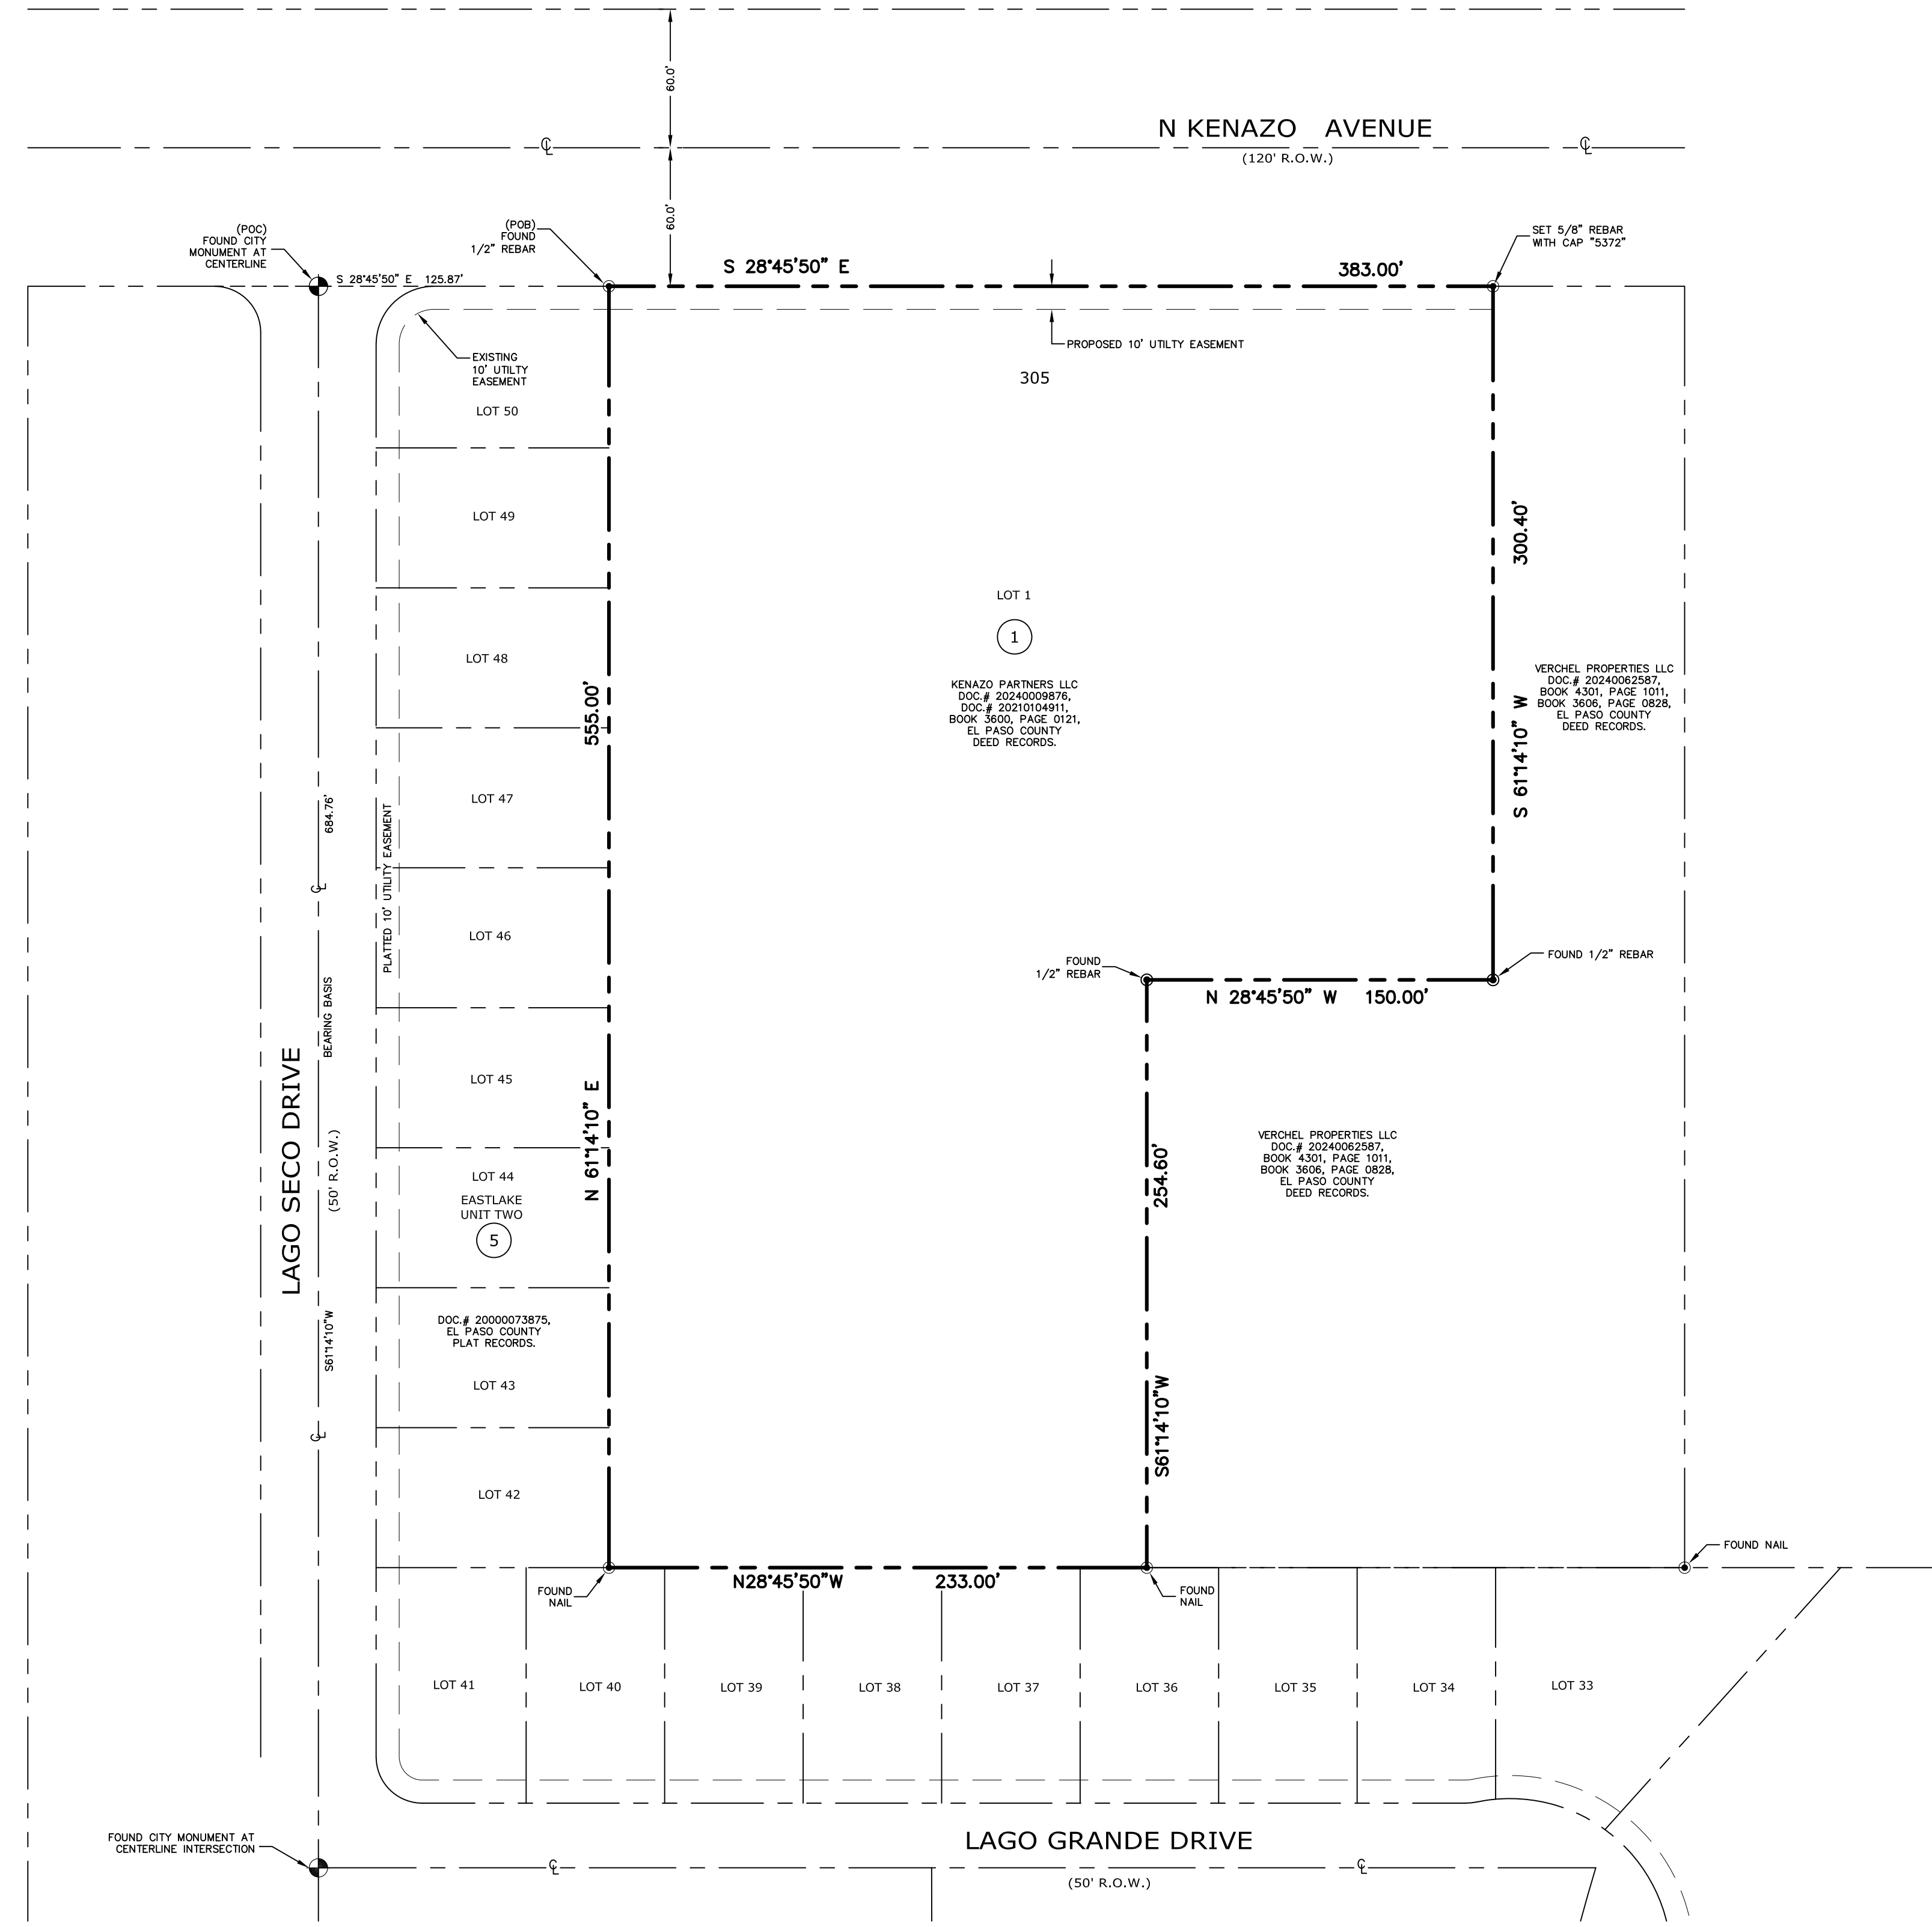 60.0'
N KENAZO AVENUE
(120' R.O.W.)
℄
℄
60.0'
(POC)
FOUND CITY
MONUMENT AT
CENTERLINE
(POB)
FOUND
1/2" REBAR
SET 5/8" REBAR
WITH CAP "5372"
S 28°45'50" E 125.87'
S 28°45'50" E
383.00'
EXISTING
10' UTILTY
EASEMENT
PROPOSED 10' UTILTY EASEMENT
305
LOT 50
LOT 49
LOT 48
LOT 47
LOT 46
LOT 45
LOT 44
EASTLAKE
UNIT TWO
5
DOC.# 20000073875,
EL PASO COUNTY
PLAT RECORDS.
LOT 43
LOT 42
LOT 1
1
KENAZO PARTNERS LLC
DOC.# 20240009876,
DOC.# 20210104911,
BOOK 3600, PAGE 0121,
EL PASO COUNTY
DEED RECORDS.
300.40'
S 61°14'10" W
VERCHEL PROPERTIES LLC
DOC.# 20240062587,
BOOK 4301, PAGE 1011,
BOOK 3606, PAGE 0828,
EL PASO COUNTY
DEED RECORDS.
555.00'
N 61°14'10" E
684.76'
℄
BEARING BASIS
PLATTED 10' UTILITY EASEMENT
LAGO SECO DRIVE
(50' R.O.W.)
S61°14'10"W
℄
FOUND
1/2" REBAR
FOUND 1/2" REBAR
N 28°45'50" W 150.00'
254.60'
S61°14'10"W
VERCHEL PROPERTIES LLC
DOC.# 20240062587,
BOOK 4301, PAGE 1011,
BOOK 3606, PAGE 0828,
EL PASO COUNTY
DEED RECORDS.
FOUND NAIL
FOUND
NAIL
N28°45'50"W
233.00'
FOUND
NAIL
LOT 41
LOT 40
LOT 39
LOT 38
LOT 37
LOT 36
LOT 35
LOT 34
LOT 33
FOUND CITY MONUMENT AT
CENTERLINE INTERSECTION
LAGO GRANDE DRIVE
℄
℄
(50' R.O.W.)